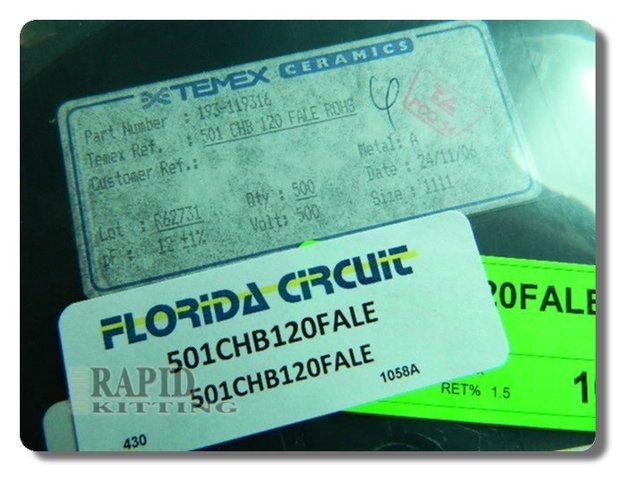 TEMEX CERAMICS
Part Number : 193-119316
Temex Ref. : 501 CHB 120 FALE ROHS
Customer Ref.:
Lot : R62731 Qty : 500 Metal: A
pF : 12 ±1% Volt: 500 Date : 24/11/06
Size : 1111
FLORIDA CIRCUIT
501CHB120FALE
501CHB120FALE
1058A
430
20FALE
RET% 1.5
RAPID
KITTING